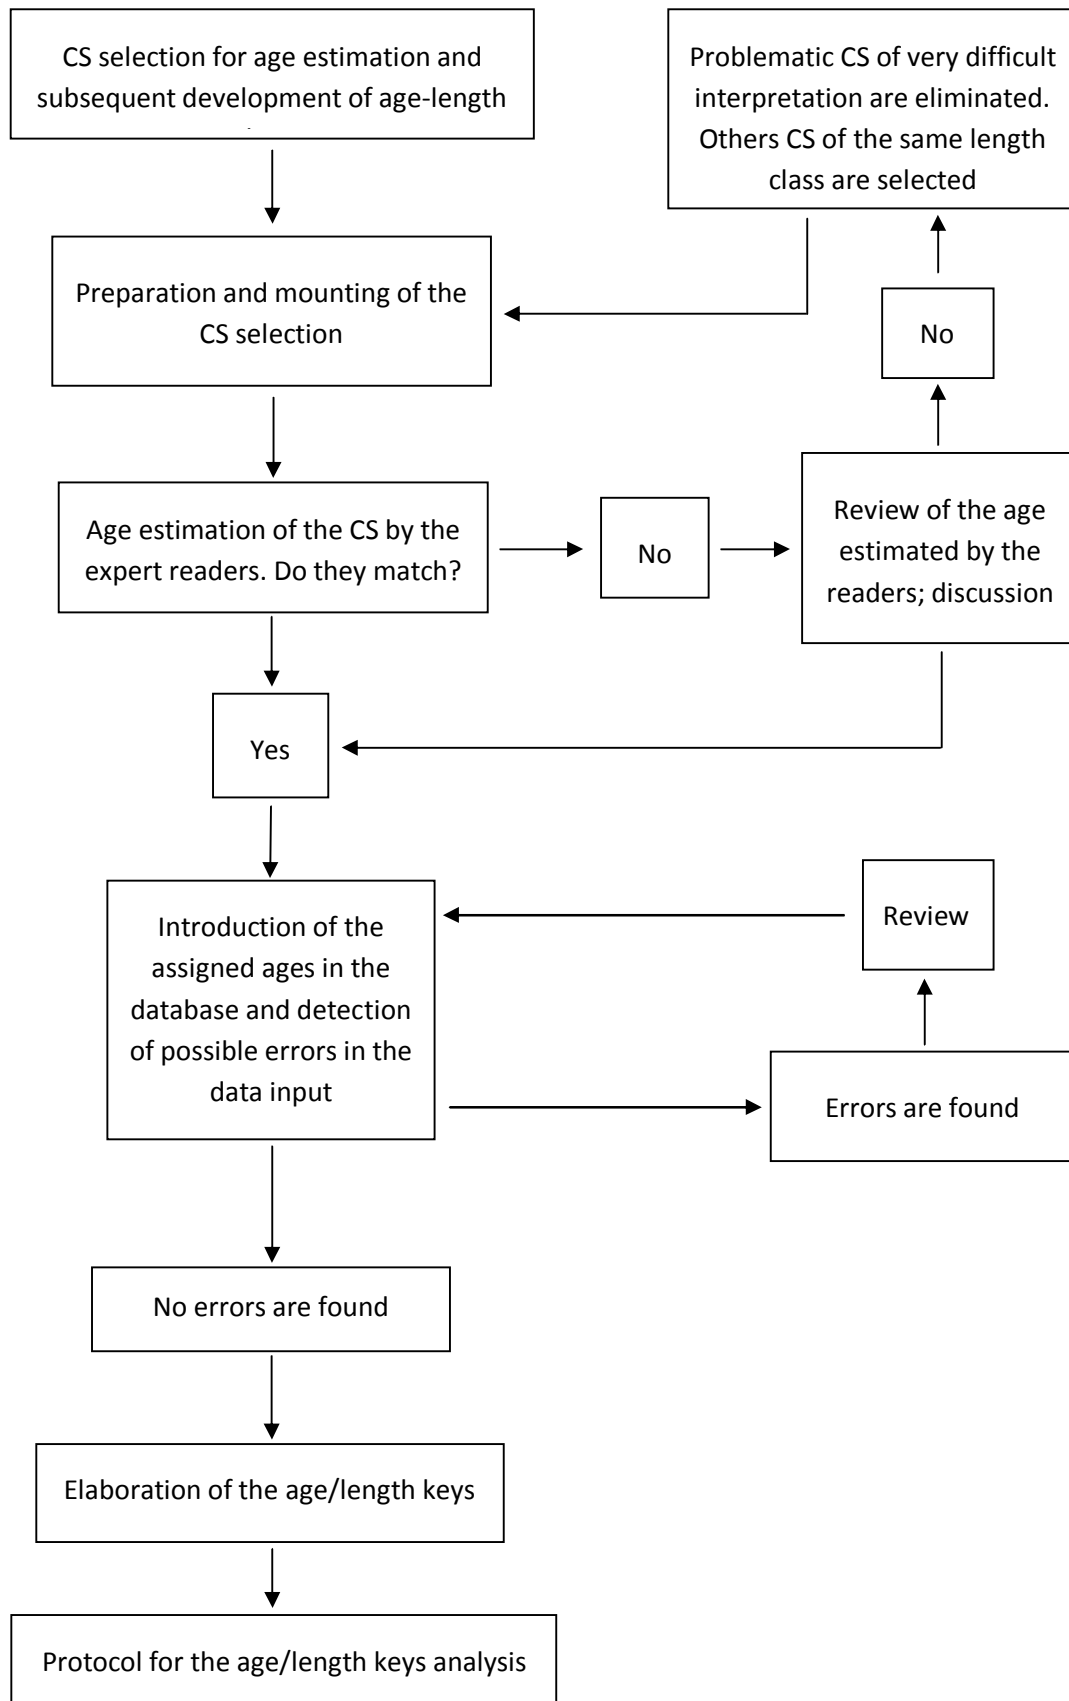 CS selection for age estimation and
subsequent development of age-length
Problematic CS of very difficult
interpretation are eliminated.
Others CS of the same length
class are selected
Preparation and mounting of the
CS selection
No
Age estimation of the CS by the
expert readers. Do they match?
No
Review of the age
estimated by the
readers; discussion
Yes
Introduction of the
assigned ages in the
database and detection
of possible errors in the
data input
Review
Errors are found
No errors are found
Elaboration of the age/length keys
Protocol for the age/length keys analysis